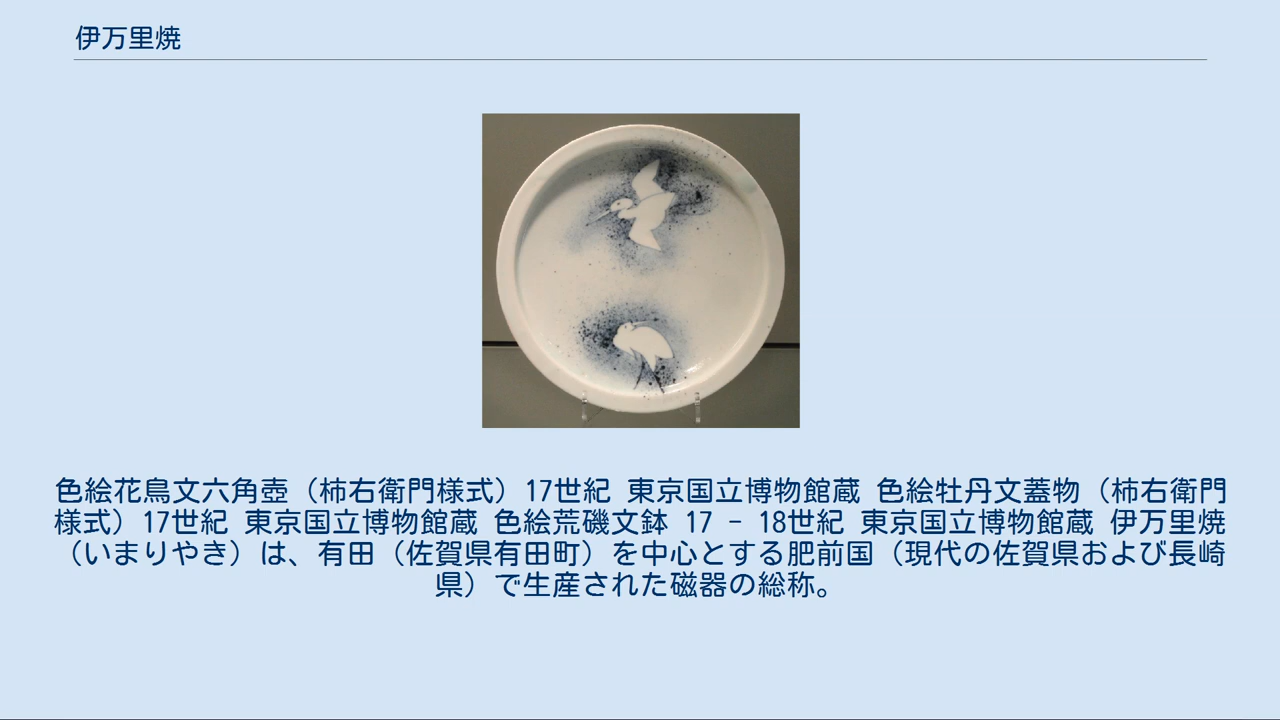 伊万里焼
色絵花鳥文六角壺（柿右衛門様式）17世紀 東京国立博物館蔵 色絵牡丹文蓋物（柿右衛門
様式）17世紀 東京国立博物館蔵 色絵荒磯文鉢 17 - 18世紀 東京国立博物館蔵 伊万里焼
（いまりやき）は、有田（佐賀県有田町）を中心とする肥前国（現代の佐賀県および長崎
県）で生産された磁器の総称。